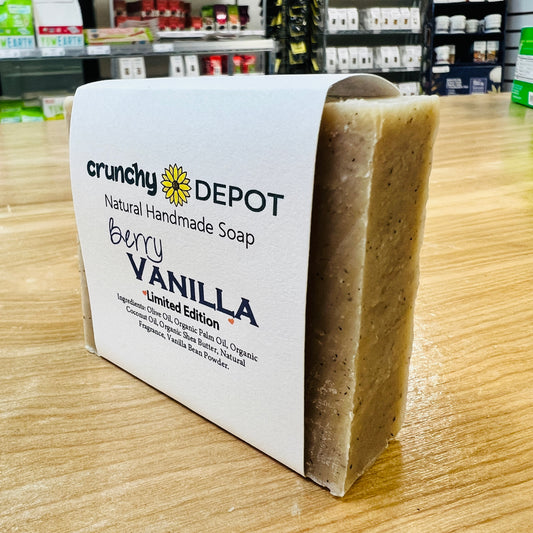 YUMEARTH
crunchy DEPOT
Natural Handmade Soap
Berry
VANILLA
Limited Edition
Ingredients: Olive Oil, Organic Palm Oil, Organic
Coconut Oil, Organic Shea Butter, Natural
Fragrance, Vanilla Bean Powder.